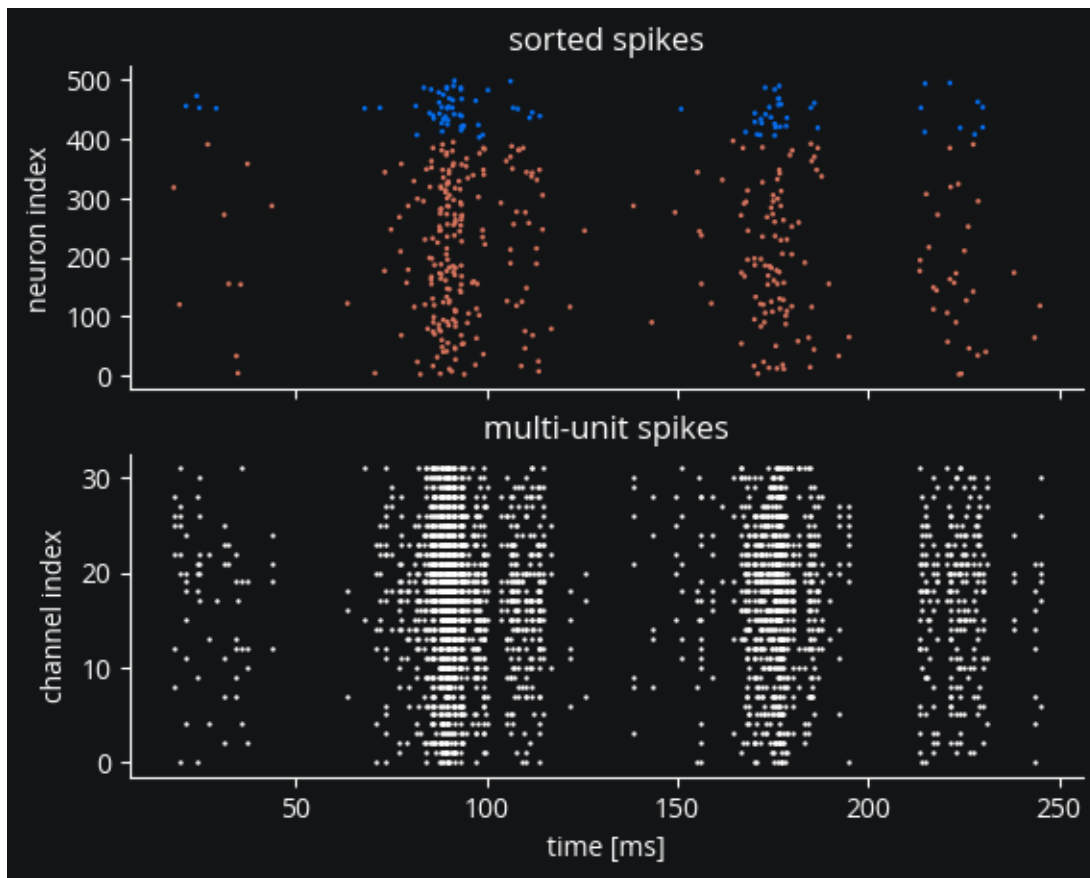 sorted spikes
500
400
300
200
100
0
neuron index
multi-unit spikes
30
20
10
0
channel index
50 100 150 200 250
time [ms]